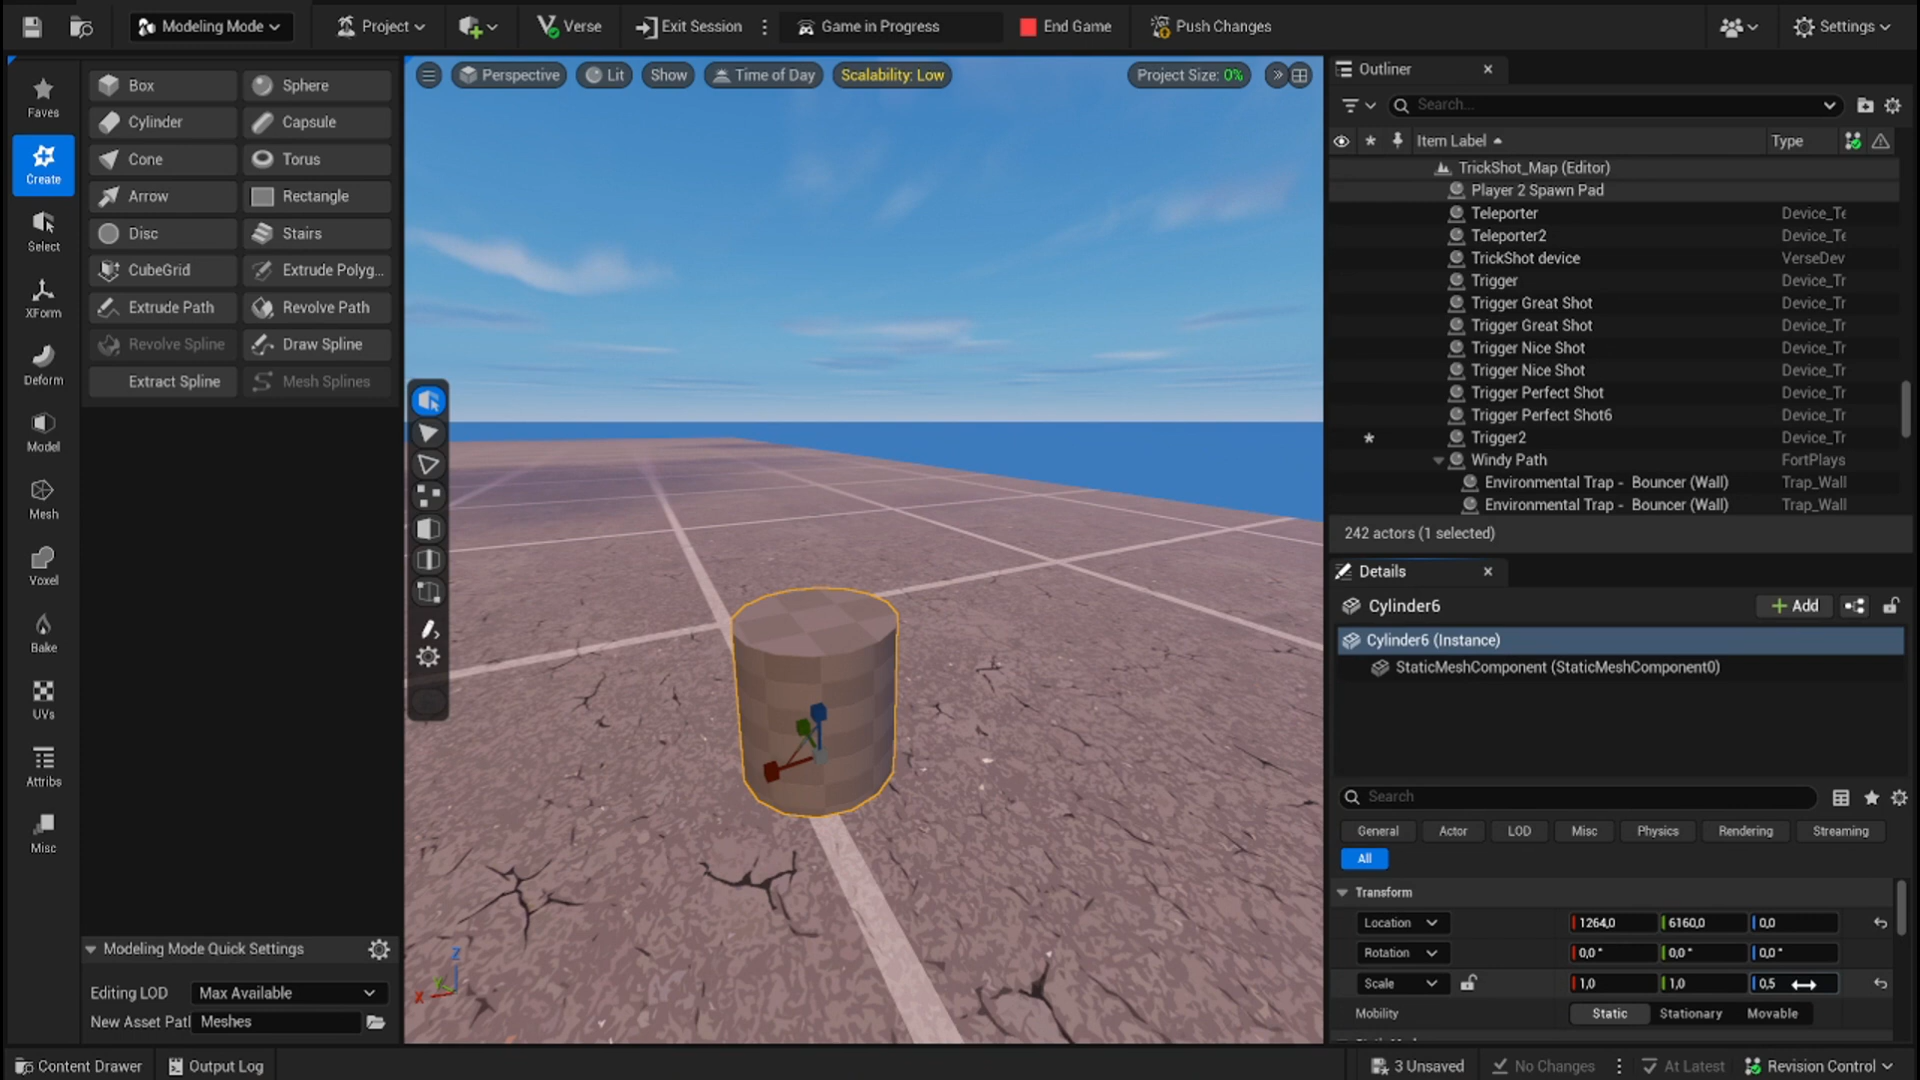 Modeling Mode
Project
Verse
Exit Session
Game in Progress
End Game
Push Changes
Settings
Faves
Create
Select
XForm
Deform
Model
Mesh
Voxel
Bake
UVs
Attribs
Misc
Box
Sphere
Cylinder
Capsule
Cone
Torus
Arrow
Rectangle
Disc
Stairs
CubeGrid
Extrude Polyg...
Extrude Path
Revolve Path
Revolve Spline
Draw Spline
Extract Spline
Mesh Splines
Modeling Mode Quick Settings
Editing LOD
Max Available
New Asset Patl
Meshes
Perspective
Lit
Show
Time of Day
Scalability: Low
Project Size: 0%
Z
X
Outliner
Search...
Item Label
Type
TrickShot_Map (Editor)
Player 2 Spawn Pad
Teleporter Device_Te
Teleporter2 Device_Te
TrickShot device VerseDev
Trigger Device_Tr
Trigger Great Shot Device_Tr
Trigger Great Shot Device_Tr
Trigger Nice Shot Device_Tr
Trigger Nice Shot Device_Tr
Trigger Perfect Shot Device_Tr
Trigger Perfect Shot6 Device_Tr
Trigger2 Device_Tr
Windy Path FortPlays
Environmental Trap - Bouncer (Wall) Trap_Wall
Environmental Trap - Bouncer (Wall) Trap_Wall
242 actors (1 selected)
Details
Cylinder6
+ Add
Cylinder6 (Instance)
StaticMeshComponent (StaticMeshComponent0)
Search
General
Actor
LOD
Misc
Physics
Rendering
Streaming
All
Transform
Location 1264,0 6160,0 0,0
Rotation 0,0 ° 0,0 ° 0,0 °
Scale 1,0 1,0 0,5
Mobility Static Stationary Movable
Content Drawer
Output Log
3 Unsaved
No Changes
At Latest
Revision Control